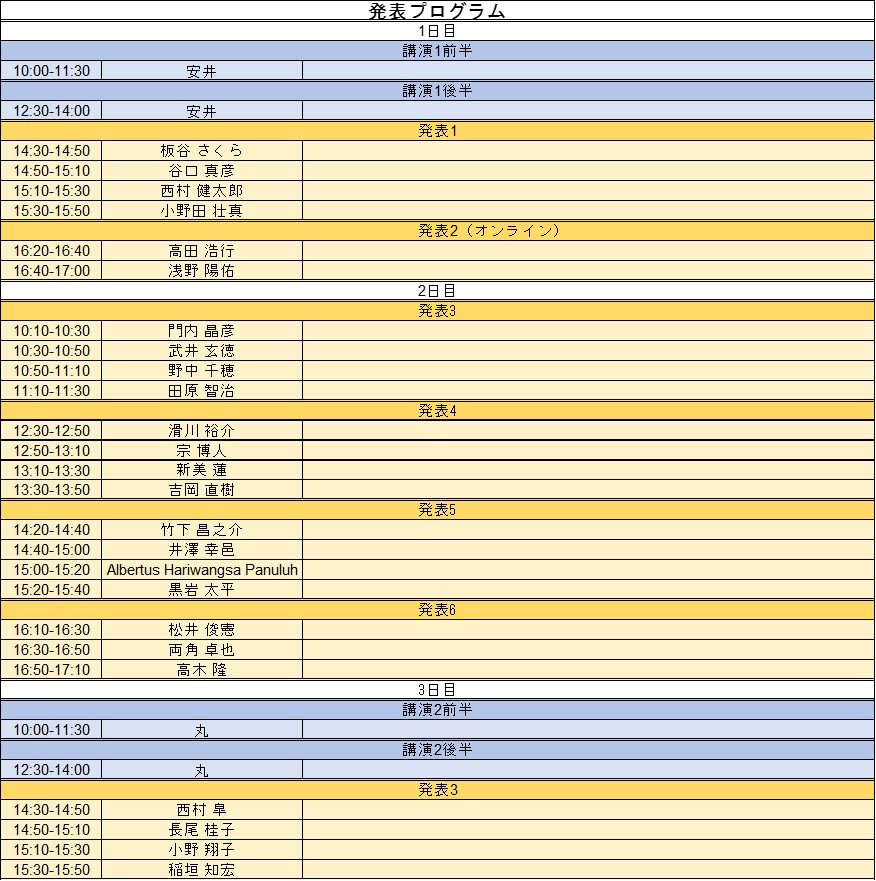 発表プログラム
1日目
講演1前半
10:00-11:30 安井
講演1後半
12:30-14:00 安井
発表1
14:30-14:50 板谷 さくら
14:50-15:10 谷口 真彦
15:10-15:30 西村 健太郎
15:30-15:50 小野田 壮真
発表2（オンライン）
16:20-16:40 高田 浩行
16:40-17:00 浅野 陽佑
2日目
発表3
10:10-10:30 門内 晶彦
10:30-10:50 武井 玄徳
10:50-11:10 野中 千穂
11:10-11:30 田原 智治
発表4
12:30-12:50 滑川 裕介
12:50-13:10 宗 博人
13:10-13:30 新美 蓮
13:30-13:50 吉岡 直樹
発表5
14:20-14:40 竹下 昌之介
14:40-15:00 井澤 幸邑
15:00-15:20 Albertus Hariwangsa Panuluh
15:20-15:40 黒岩 太平
発表6
16:10-16:30 松井 俊憲
16:30-16:50 両角 卓也
16:50-17:10 高木 隆
3日目
講演2前半
10:00-11:30 丸
講演2後半
12:30-14:00 丸
発表3
14:30-14:50 西村 皐
14:50-15:10 長尾 桂子
15:10-15:30 小野 翔子
15:30-15:50 稲垣 知宏